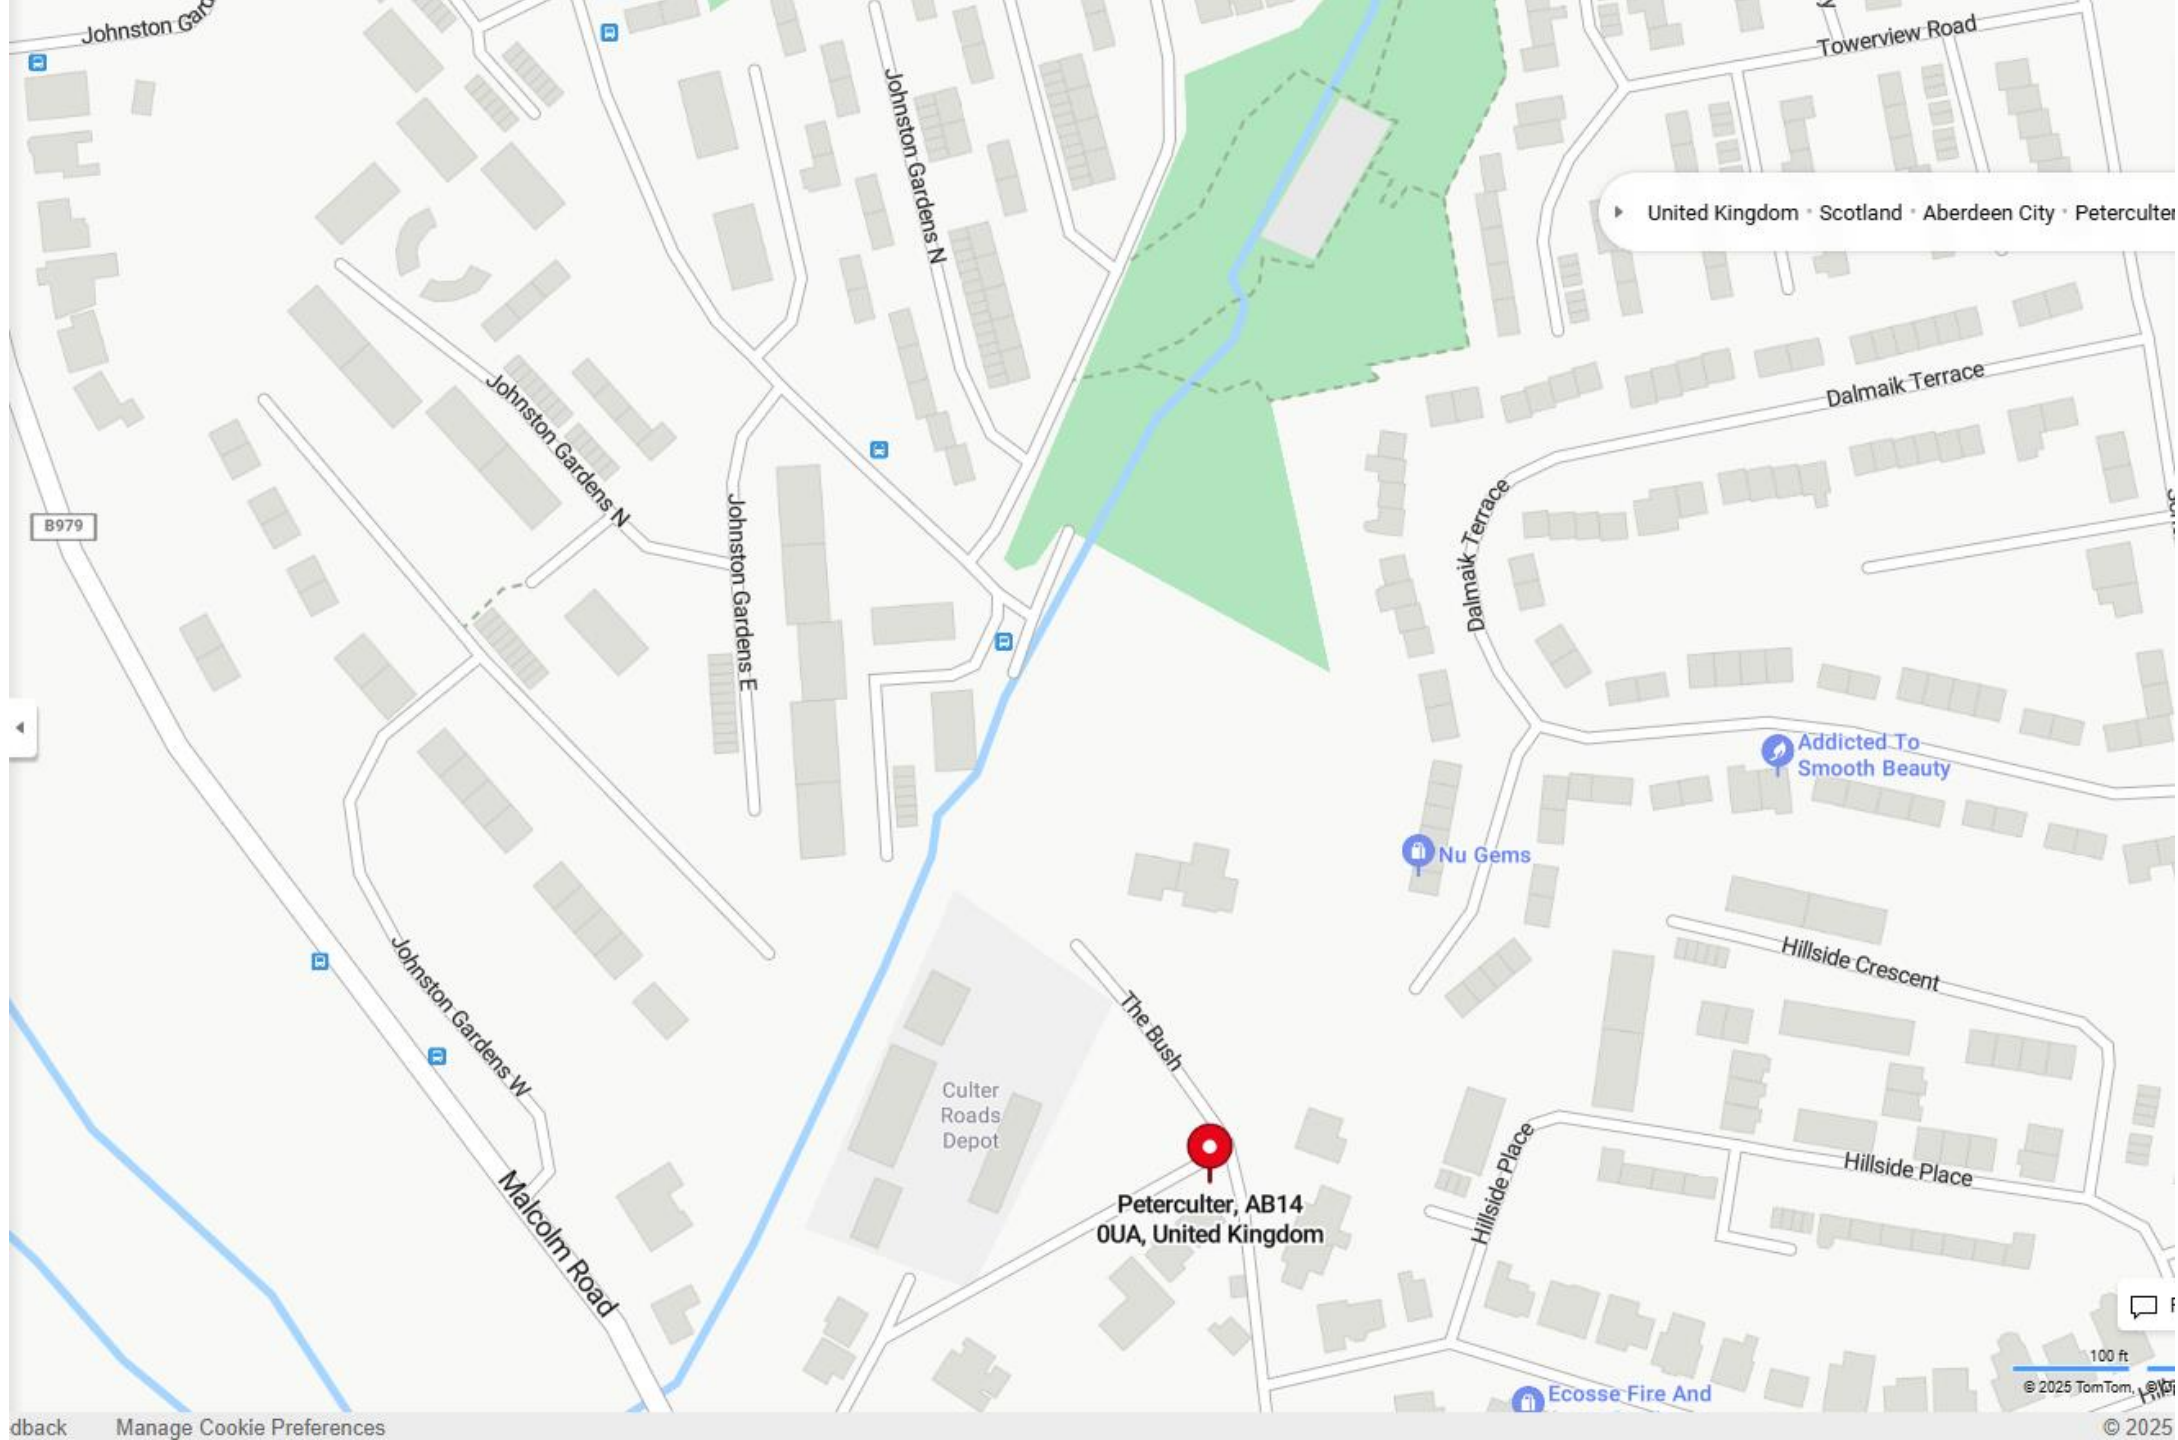 Johnston Gard
Towerview Road
Johnston Gardens N
United Kingdom • Scotland • Aberdeen City • Peterculter
Dalmaik Terrace
Johnston Gardens N
B979
Johnston Gardens E
Dalmaik Terrace
Addicted To
Smooth Beauty
Nu Gems
Hillside Crescent
The Bush
Johnston Gardens W
Culter
Roads
Depot
Hillside Place
Hillside Place
Malcolm Road
Peterculter, AB14
0UA, United Kingdom
100 ft
© 2025 TomTom,
Ecosse Fire And
dback
Manage Cookie Preferences
© 2025